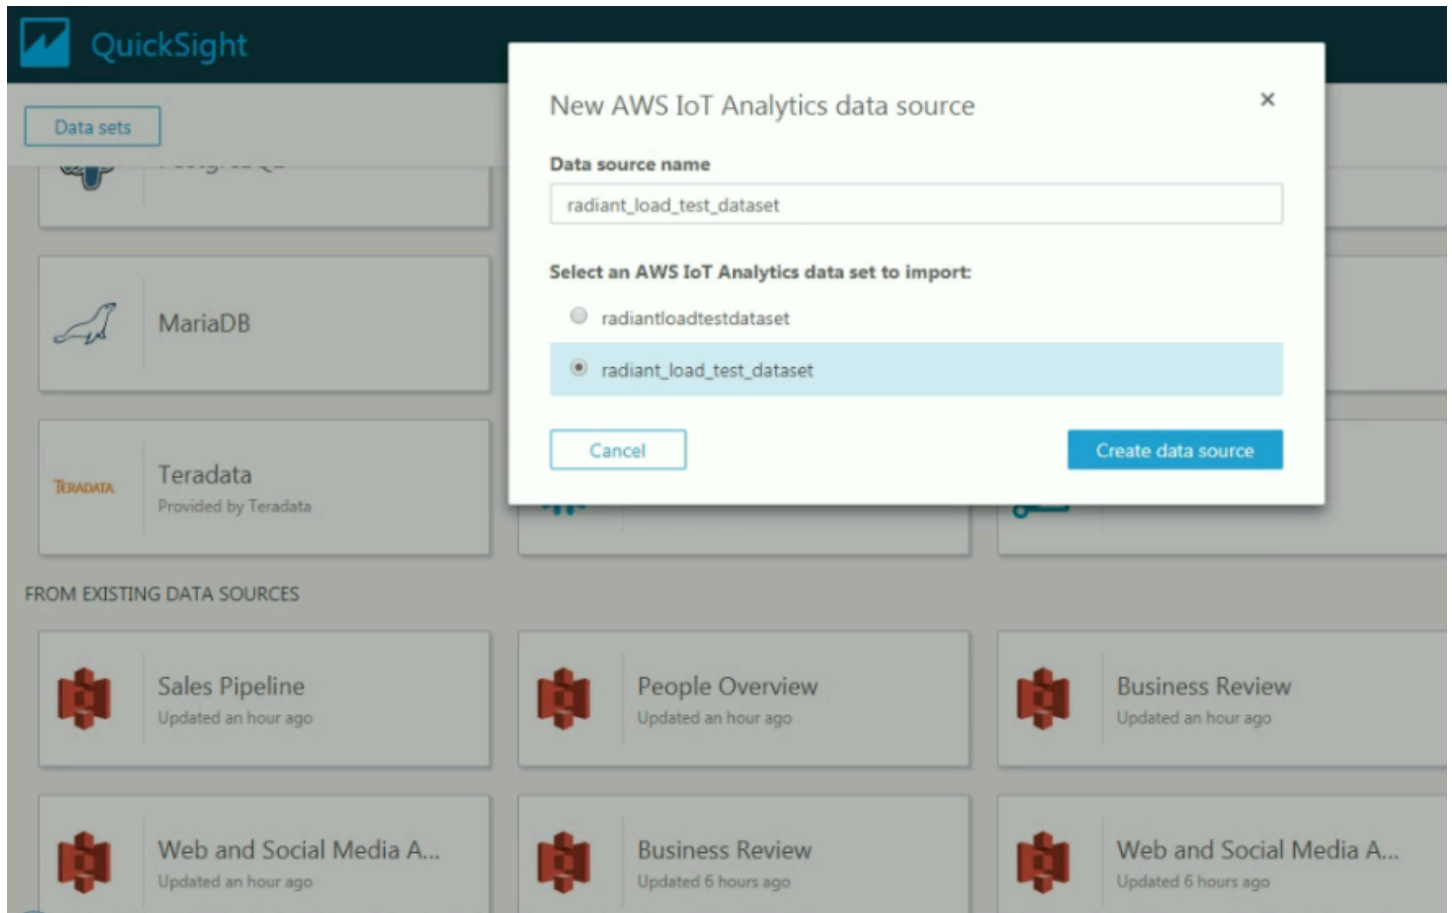 QuickSight
Data sets
New AWS IoT Analytics data source
×
Data source name
radiant_load_test_dataset
Select an AWS IoT Analytics data set to import:
radiantloadtestdataset
radiant_load_test_dataset
Cancel
Create data source
MariaDB
TERADATA.
Teradata
Provided by Teradata
FROM EXISTING DATA SOURCES
Sales Pipeline
Updated an hour ago
People Overview
Updated an hour ago
Business Review
Updated an hour ago
Web and Social Media A...
Updated an hour ago
Business Review
Updated 6 hours ago
Web and Social Media A...
Updated 6 hours ago